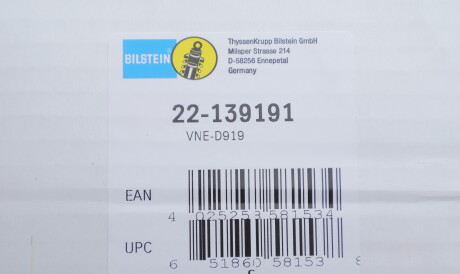 BILSTEIN
ThyssenKrupp Bilstein GmbH
Milsper Strasse 214
D-58256 Ennepetal
Germany
22-139191
VNE-D919
EAN
4 025253 581534
UPC
6 51860 58153 8